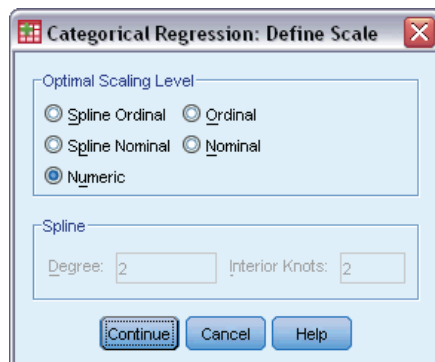 Categorical Regression: Define Scale
Optimal Scaling Level
Spline Ordinal Ordinal
Spline Nominal Nominal
Numeric
Spline
Degree: 2 Interior Knots: 2
Continue Cancel Help